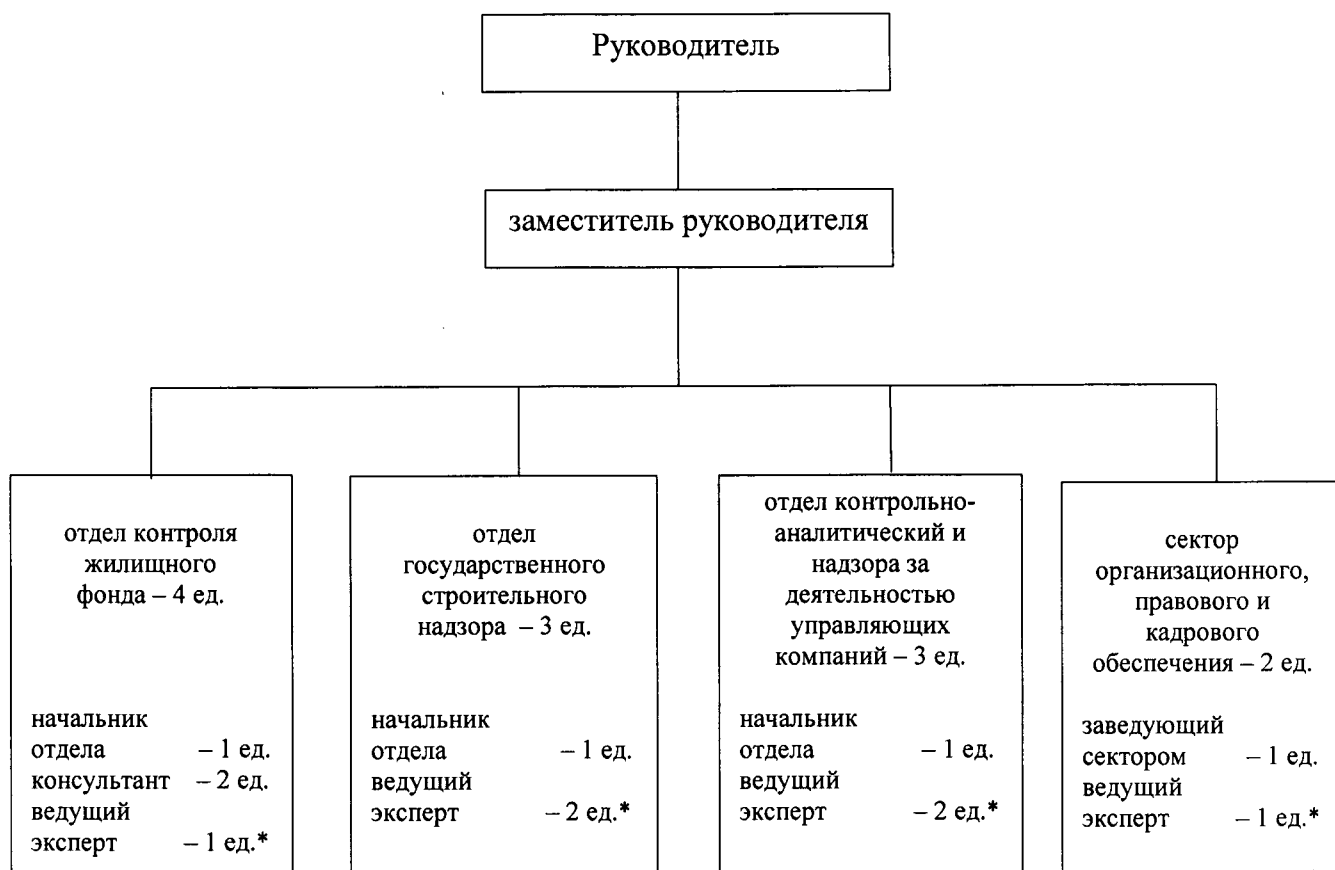 Руководитель
заместитель руководителя
отдел контроля
жилищного
фонда – 4 ед.
начальник
отдела – 1 ед.
консультант – 2 ед.
ведущий
эксперт – 1 ед.*
отдел
государственного
строительного
надзора – 3 ед.
начальник
отдела – 1 ед.
ведущий
эксперт – 2 ед.*
отдел контрольно-
аналитический и
надзора за
деятельностью
управляющих
компаний – 3 ед.
начальник
отдела – 1 ед.
ведущий
эксперт – 2 ед.*
сектор
организационного,
правового и
кадрового
обеспечения – 2 ед.
заведующий
сектором – 1 ед.
ведущий
эксперт – 1 ед.*